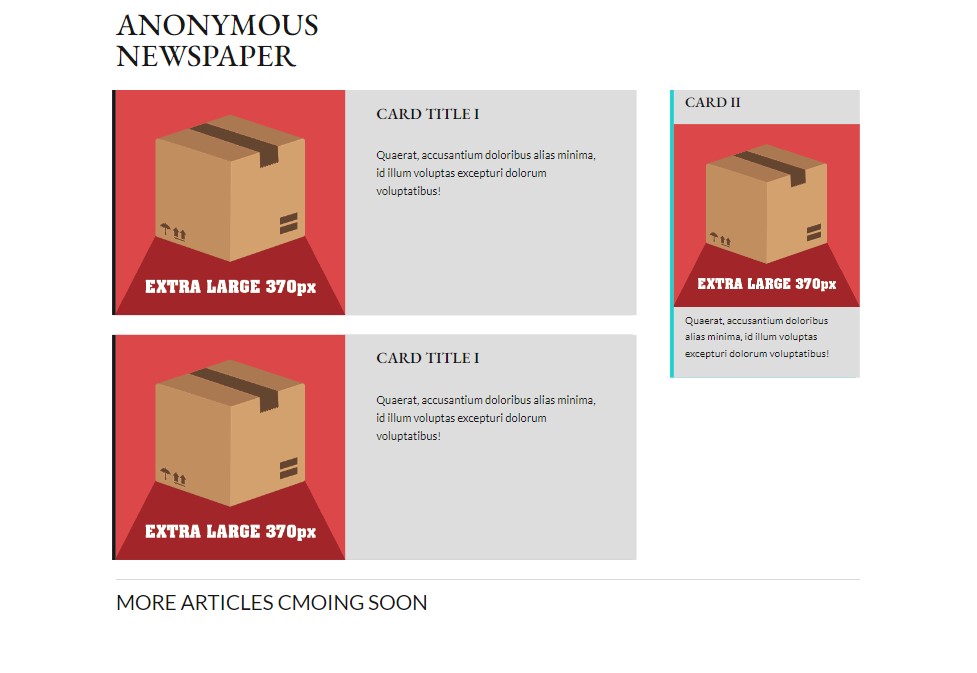 ANONYMOUS
NEWSPAPER
CARD TITLE I
Quaerat, accusantium doloribus alias minima,
id illum voluptas excepturi dolorum
voluptatibus!
EXTRA LARGE 370px
CARD II
EXTRA LARGE 370px
Quaerat, accusantium doloribus
alias minima, id illum voluptas
excepturi dolorum voluptatibus!
CARD TITLE I
Quaerat, accusantium doloribus alias minima,
id illum voluptas excepturi dolorum
voluptatibus!
EXTRA LARGE 370px
MORE ARTICLES CMOING SOON